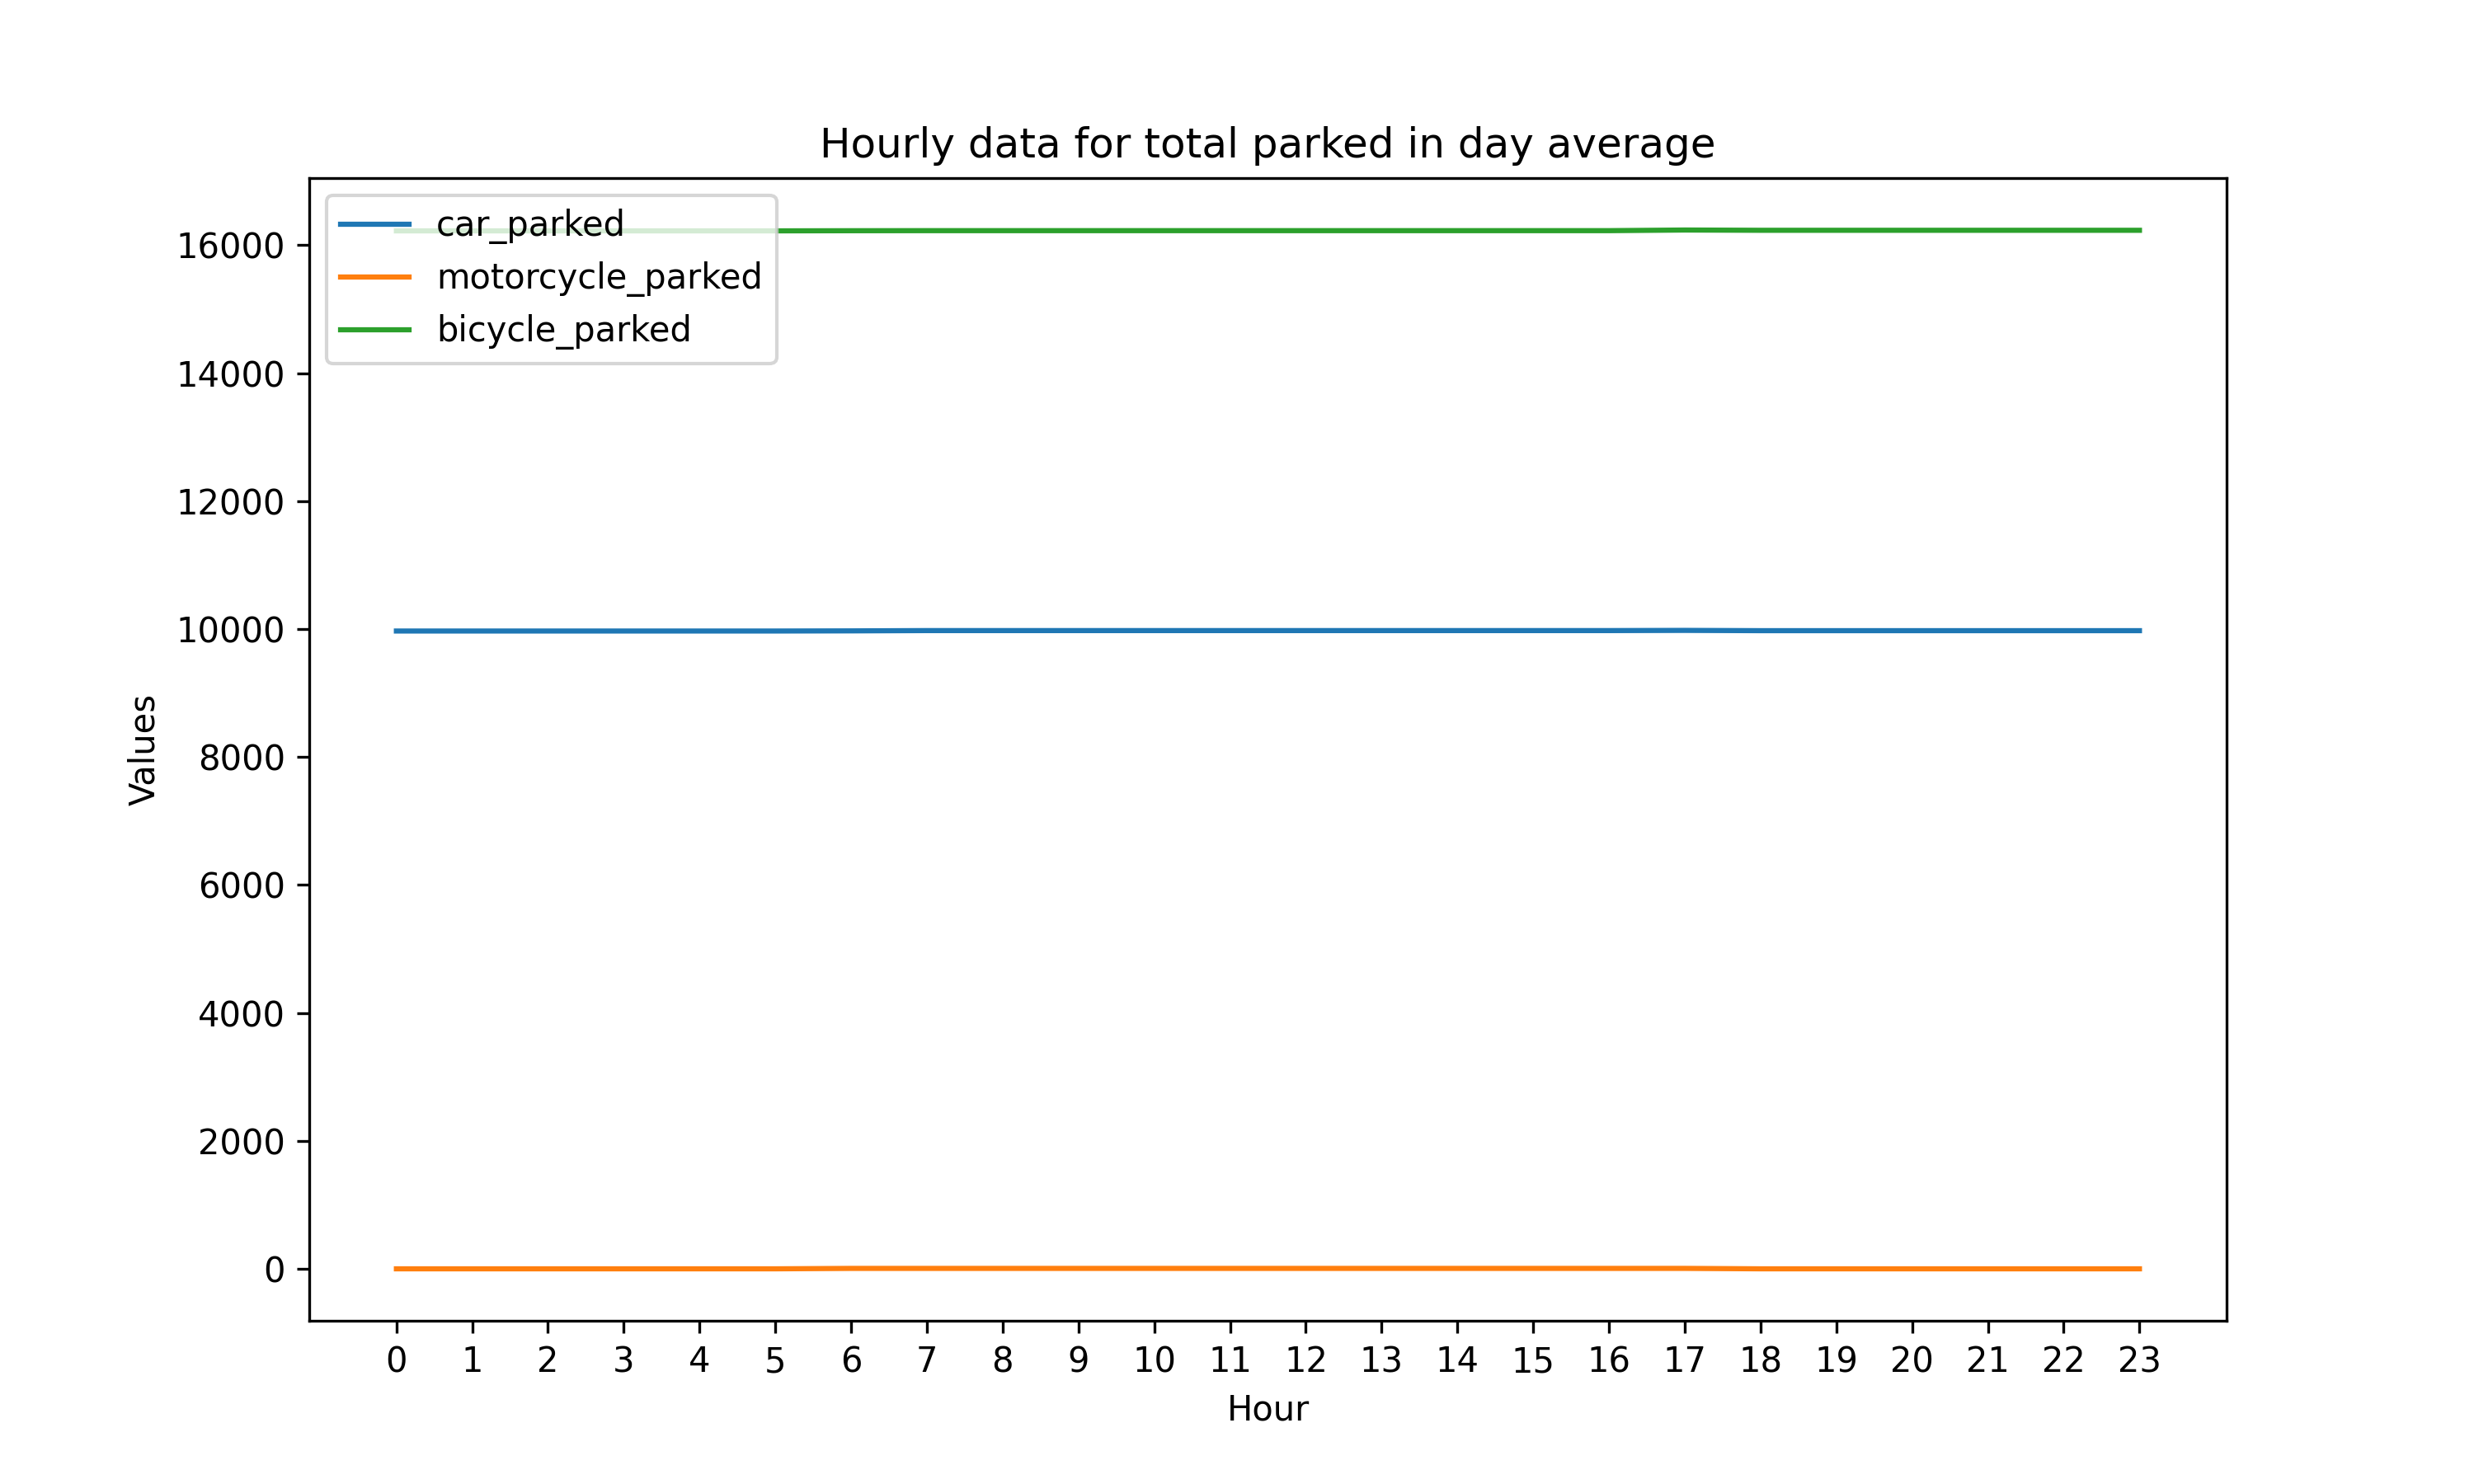 Hourly data for total parked in day average
car_parked
motorcycle_parked
bicycle_parked
16000
14000
12000
10000
8000
6000
4000
2000
0
Values
0 1 2 3 4 5 6 7 8 9 10 11 12 13 14 15 16 17 18 19 20 21 22 23
Hour